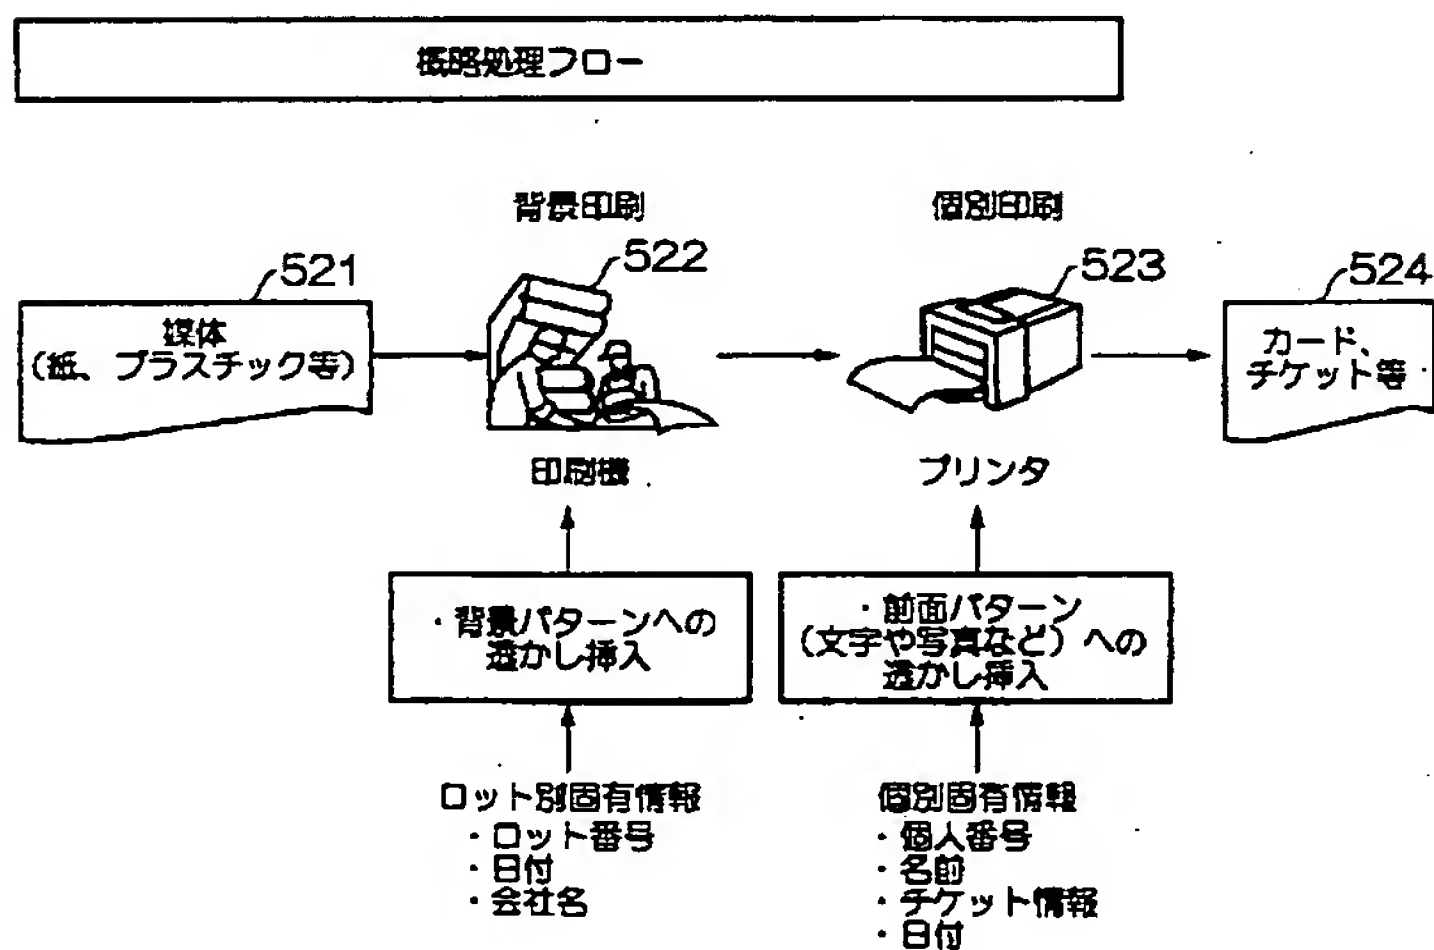 概略処理フロー
背景印刷
個別印刷
521
522
523
524
媒体
(紙、プラスチック等)
カード、
チケット等
印刷機
プリンタ
・背景パターンへの
透かし挿入
・前面パターン
(文字や写真など)への
透かし挿入
ロット別固有情報
・ロット番号
・日付
・会社名
個別固有情報
・個人番号
・名前
・チケット情報
・日付